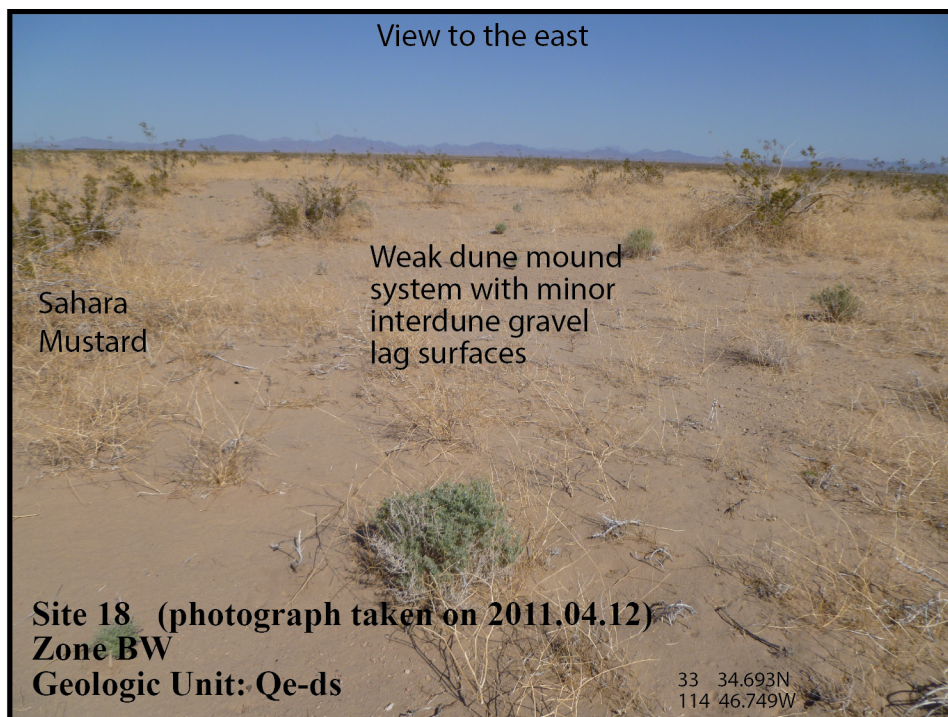 View to the east
Weak dune mound
system with minor
interdune gravel
lag surfaces
Sahara
Mustard
Site 18 (photograph taken on 2011.04.12)
Zone BW
Geologic Unit: Qe-ds
33 34.693N
114 46.749W